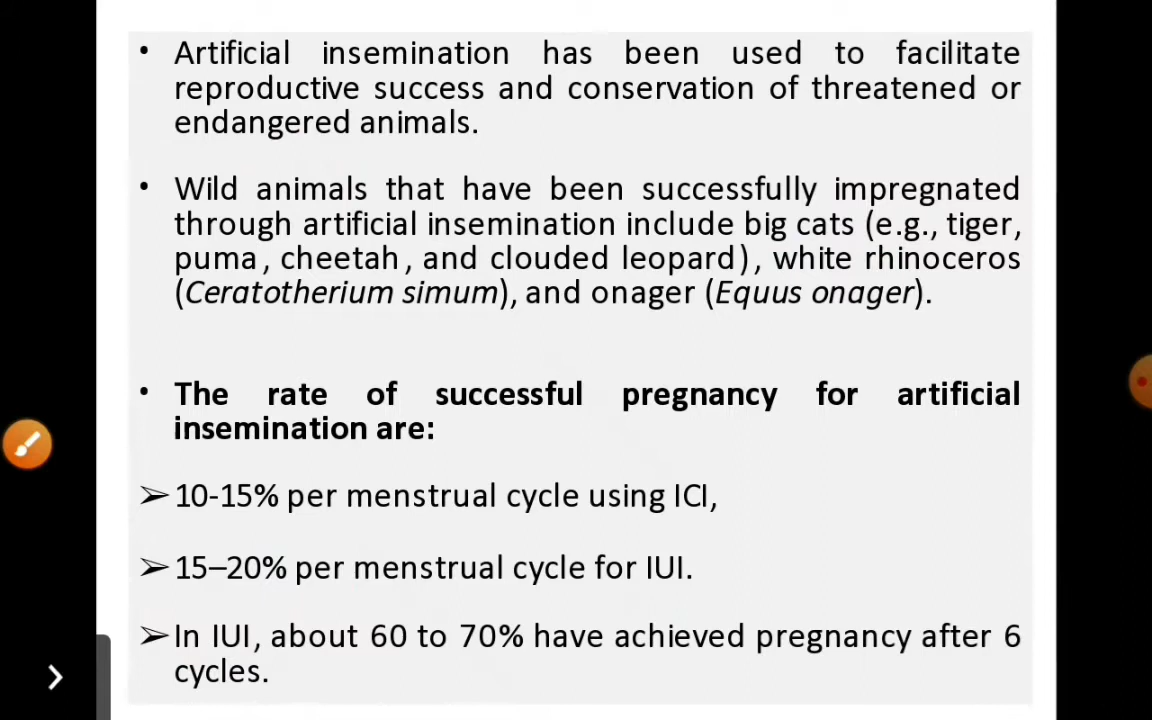 • Artificial insemination has been used to facilitate
reproductive success and conservation of threatened or
endangered animals.
• Wild animals that have been successfully impregnated
through artificial insemination include big cats (e.g., tiger,
puma, cheetah, and clouded leopard), white rhinoceros
(Ceratotherium simum), and onager (Equus onager).
• The rate of successful pregnancy for artificial
insemination are:
➢ 10-15% per menstrual cycle using ICI,
➢ 15–20% per menstrual cycle for IUI.
➢ In IUI, about 60 to 70% have achieved pregnancy after 6
cycles.